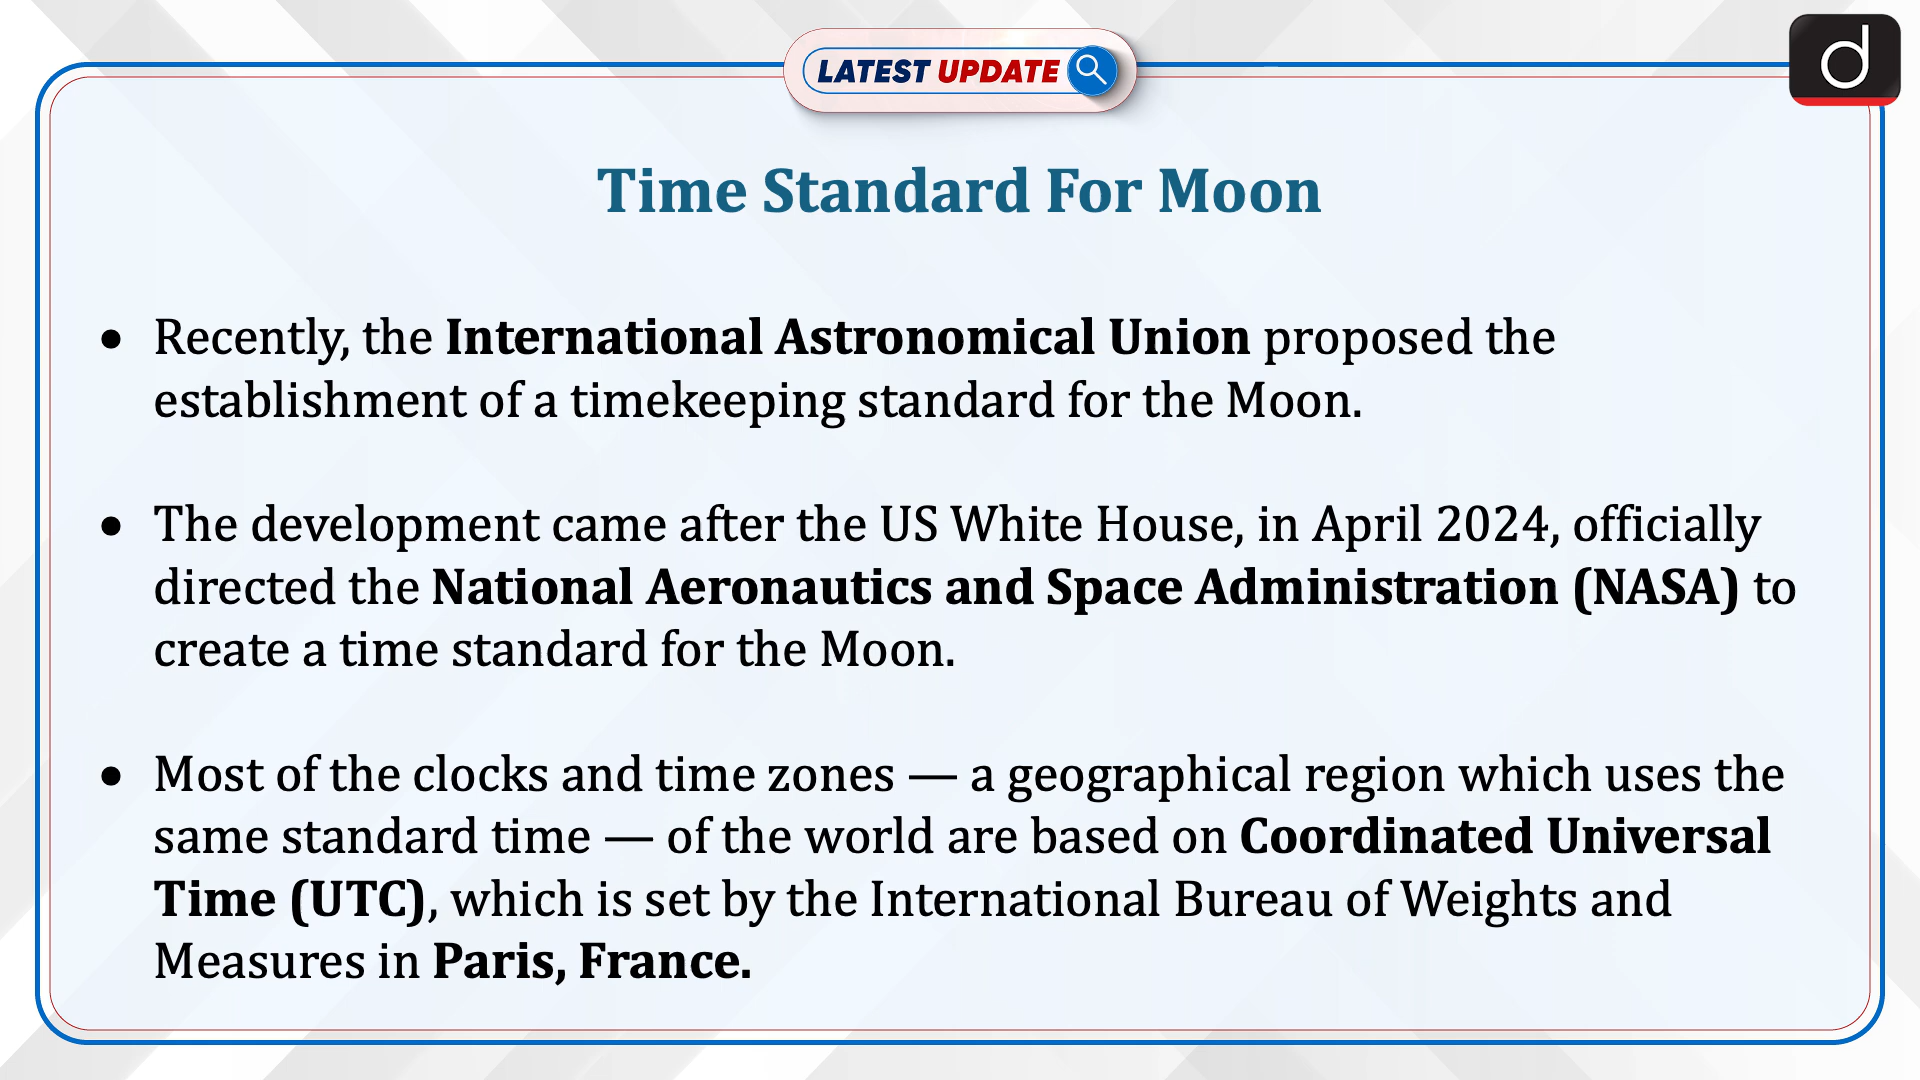 LATEST UPDATE
d
Time Standard For Moon
• Recently, the International Astronomical Union proposed the
establishment of a timekeeping standard for the Moon.
• The development came after the US White House, in April 2024, officially
directed the National Aeronautics and Space Administration (NASA) to
create a time standard for the Moon.
• Most of the clocks and time zones — a geographical region which uses the
same standard time — of the world are based on Coordinated Universal
Time (UTC), which is set by the International Bureau of Weights and
Measures in Paris, France.